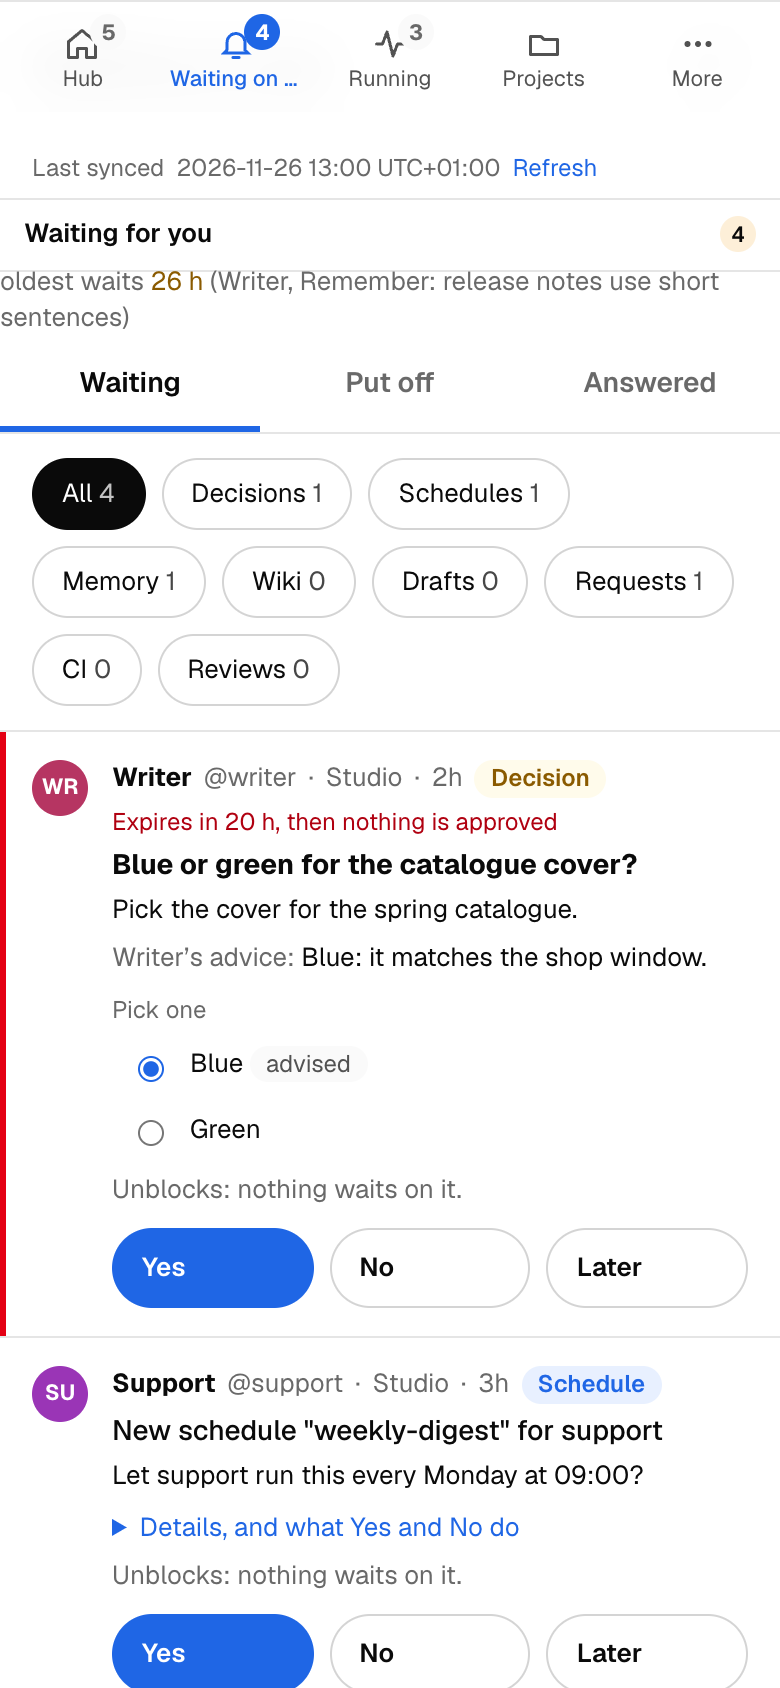 5
4
3
Hub
Waiting on ...
Running
Projects
More
Last synced 2026-11-26 13:00 UTC+01:00 Refresh
Waiting for you 4
oldest waits 26 h (Writer, Remember: release notes use short
sentences)
Waiting Put off Answered
All 4 Decisions 1 Schedules 1
Memory 1 Wiki 0 Drafts 0 Requests 1
CI 0 Reviews 0
WR Writer @writer · Studio · 2h Decision
Expires in 20 h, then nothing is approved
Blue or green for the catalogue cover?
Pick the cover for the spring catalogue.
Writer’s advice: Blue: it matches the shop window.
Pick one
Blue advised
Green
Unblocks: nothing waits on it.
Yes No Later
SU Support @support · Studio · 3h Schedule
New schedule "weekly-digest" for support
Let support run this every Monday at 09:00?
Details, and what Yes and No do
Unblocks: nothing waits on it.
Yes No Later